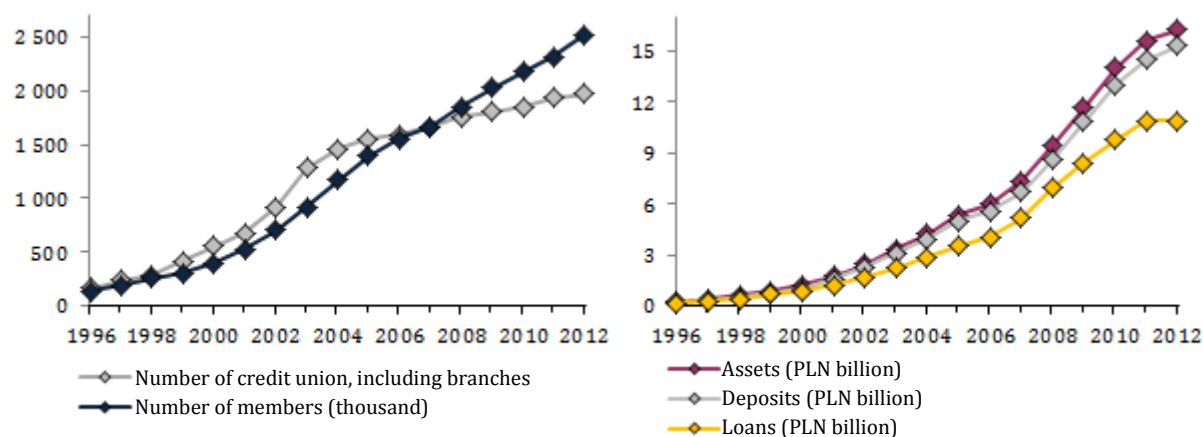 2 500
2 000
1 500
1 000
500
0
1996 1998 2000 2002 2004 2006 2008 2010 2012
Number of credit union, including branches
Number of members (thousand)
15
12
9
6
3
0
1996 1998 2000 2002 2004 2006 2008 2010 2012
Assets (PLN billion)
Deposits (PLN billion)
Loans (PLN billion)